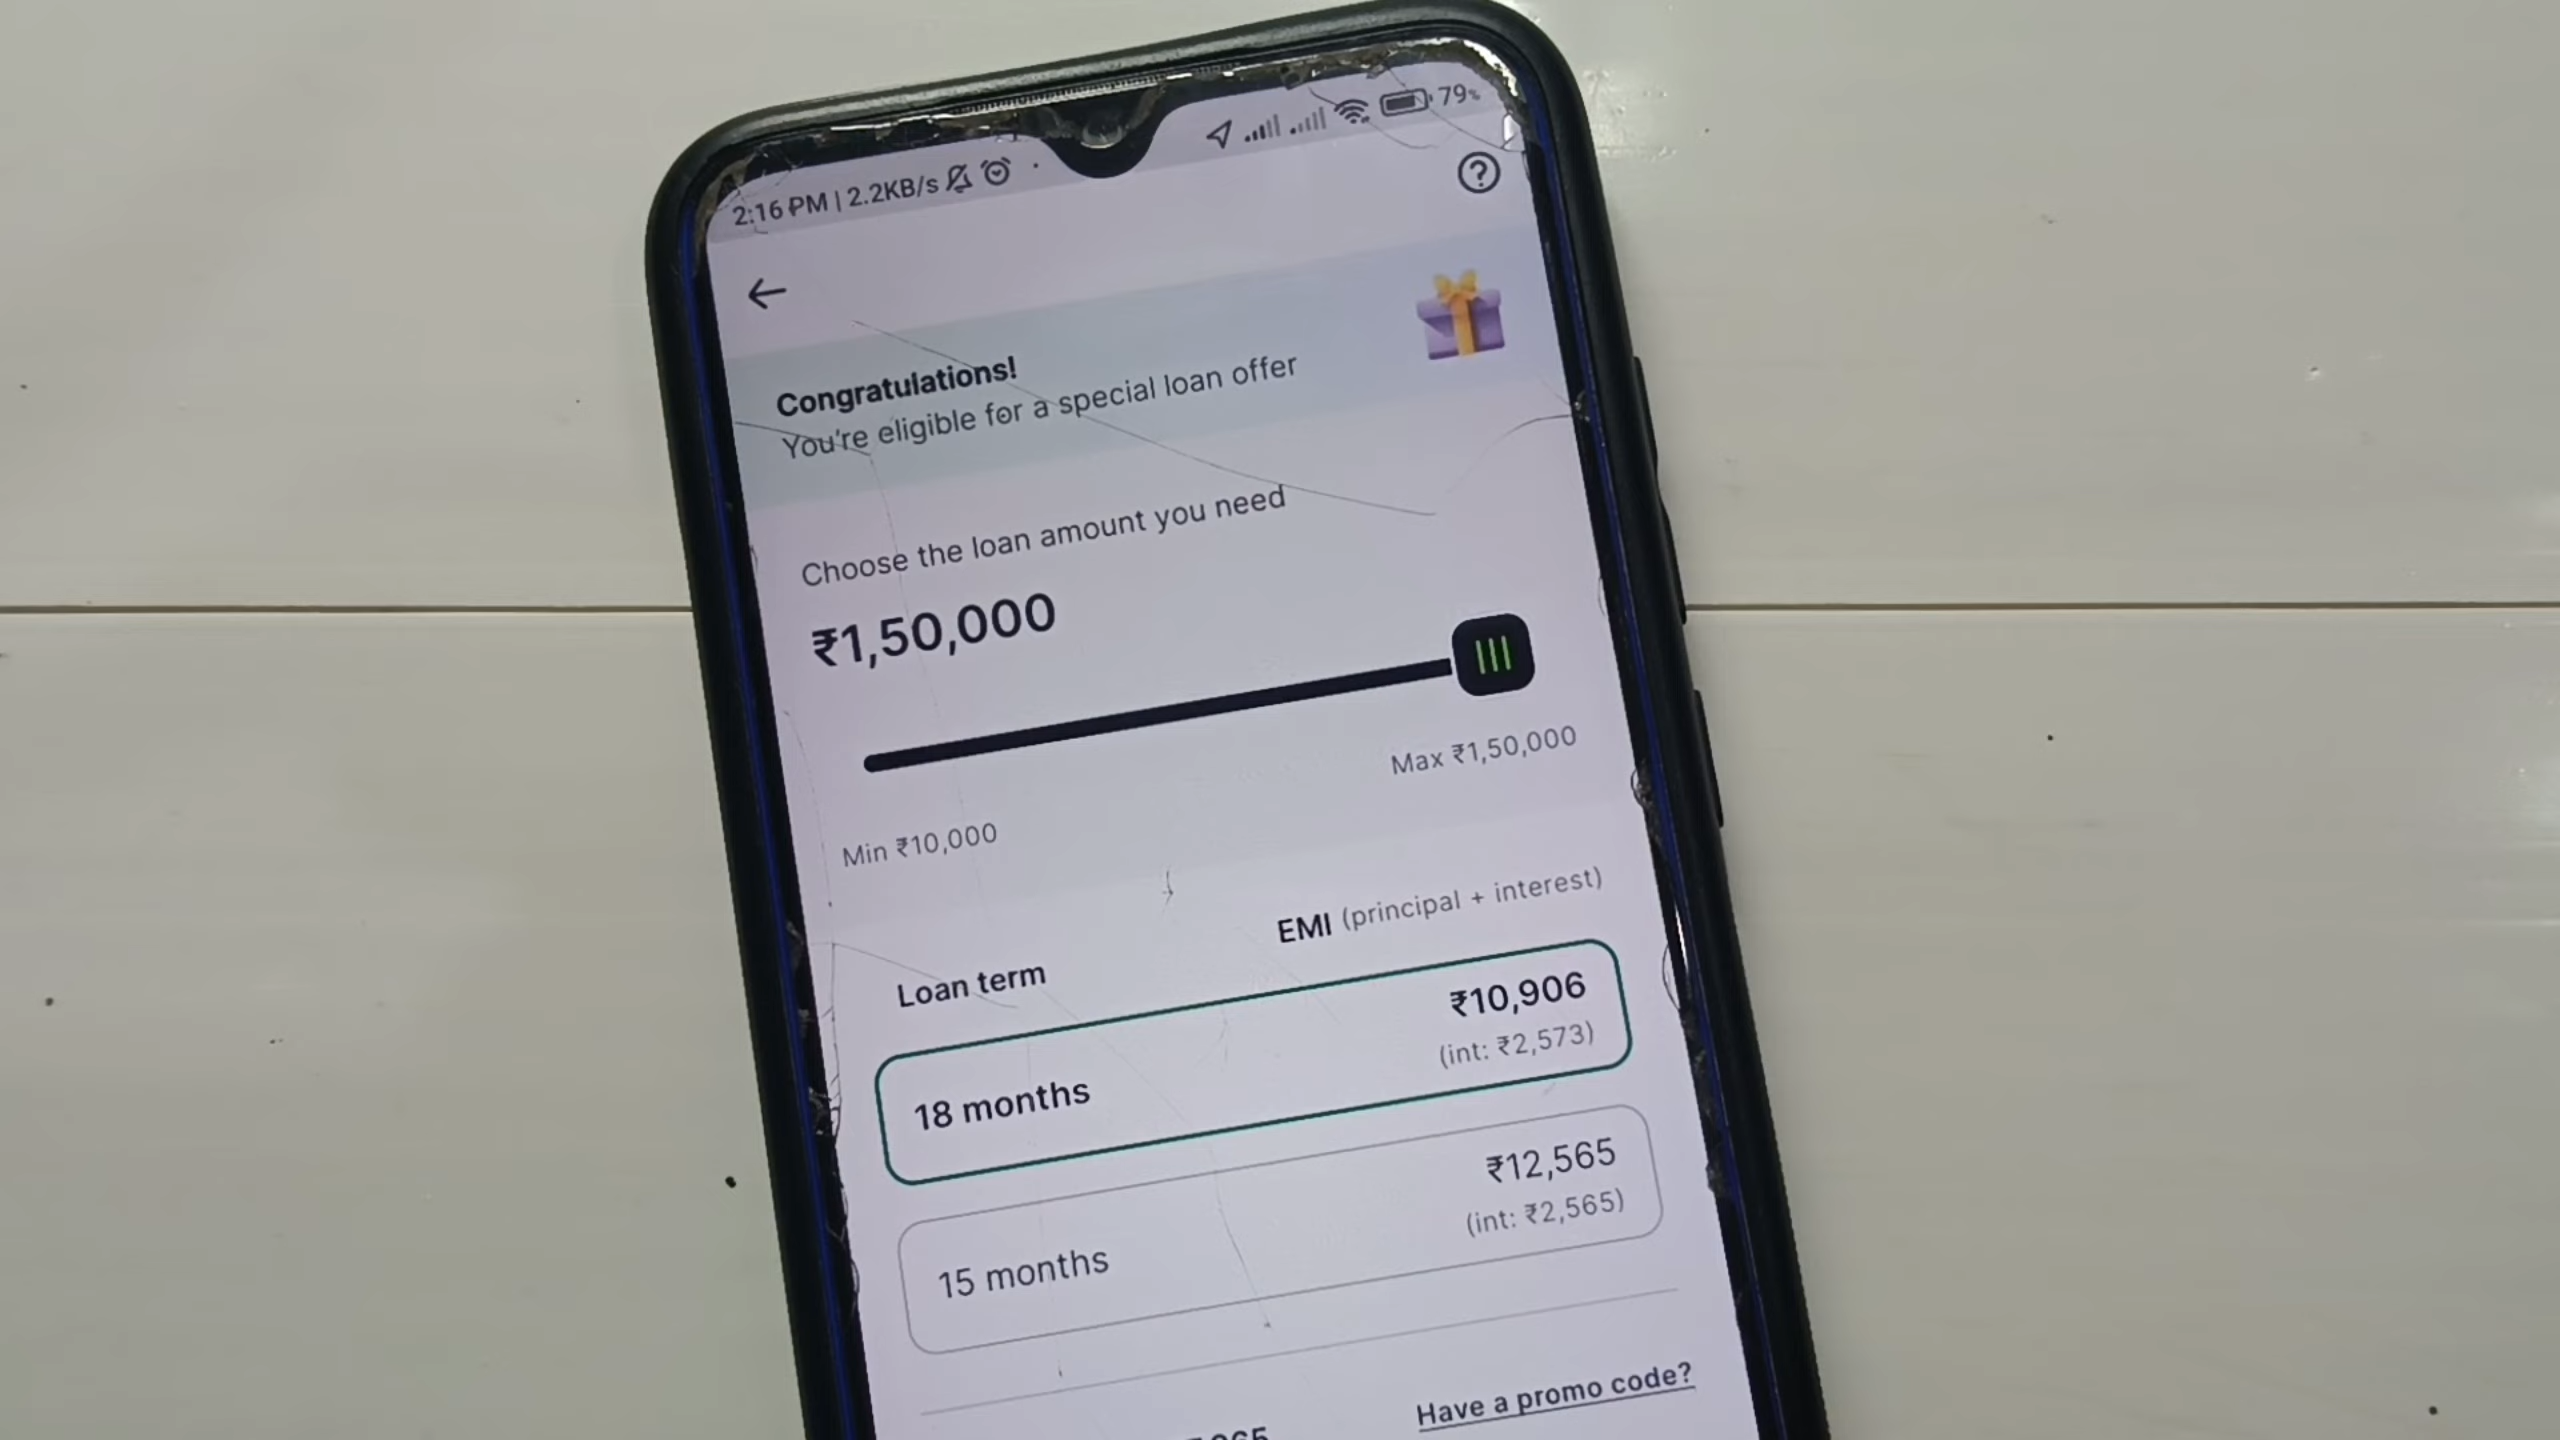 2:16 PM | 2.2KB/s
79%
Congratulations!
You're eligible for a special loan offer
Choose the loan amount you need
₹1,50,000
Max ₹1,50,000
Min ₹10,000
EMI (principal + interest)
Loan term
₹10,906
(int: ₹2,573)
18 months
₹12,565
(int: ₹2,565)
15 months
Have a promo code?